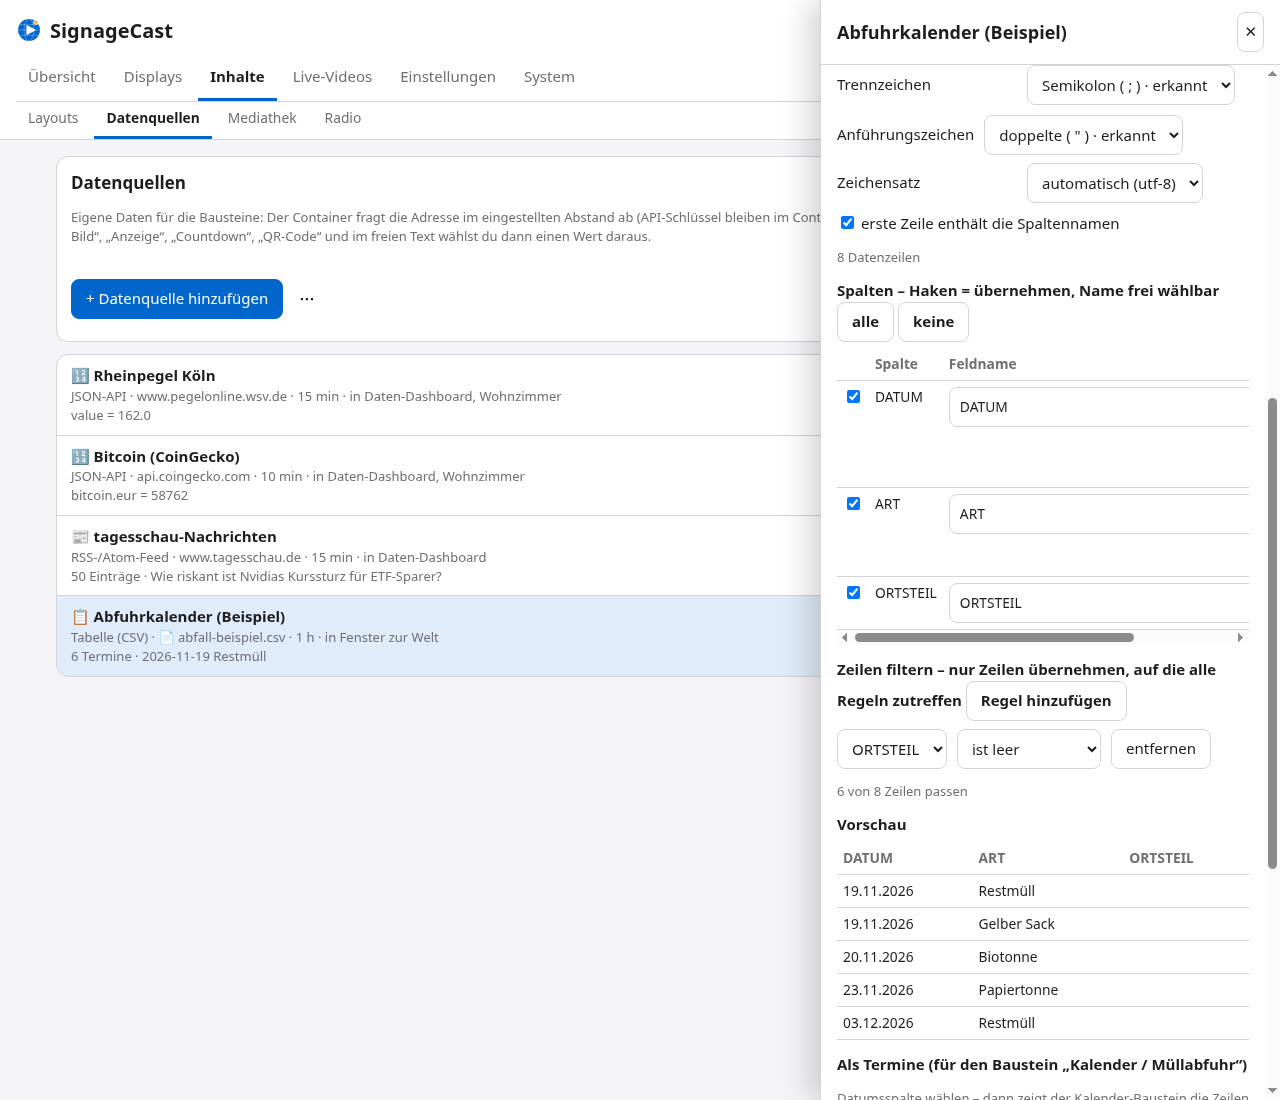 SignageCast
Übersicht Displays Inhalte Live-Videos Einstellungen System
Layouts Datenquellen Mediathek Radio
Datenquellen
Eigene Daten für die Bausteine: Der Container fragt die Adresse im eingestellten Abstand ab (API-Schlüssel bleiben im Cont
Bild“, „Anzeige“, „Countdown“, „QR-Code“ und im freien Text wählst du dann einen Wert daraus.
+ Datenquelle hinzufügen ···
Rheinpegel Köln
JSON-API · www.pegelonline.wsv.de · 15 min · in Daten-Dashboard, Wohnzimmer
value = 162.0
Bitcoin (CoinGecko)
JSON-API · api.coingecko.com · 10 min · in Daten-Dashboard, Wohnzimmer
bitcoin.eur = 58762
tagesschau-Nachrichten
RSS-/Atom-Feed · www.tagesschau.de · 15 min · in Daten-Dashboard
50 Einträge · Wie riskant ist Nvidias Kurssturz für ETF-Sparer?
Abfuhrkalender (Beispiel)
Tabelle (CSV) · abfall-beispiel.csv · 1 h · in Fenster zur Welt
6 Termine · 2026-11-19 Restmüll
Abfuhrkalender (Beispiel) ✕
Trennzeichen Semikolon ( ; ) · erkannt
Anführungszeichen doppelte ( " ) · erkannt
Zeichensatz automatisch (utf-8)
erste Zeile enthält die Spaltennamen
8 Datenzeilen
Spalten – Haken = übernehmen, Name frei wählbar
alle keine
Spalte Feldname
DATUM DATUM
ART ART
ORTSTEIL ORTSTEIL
Zeilen filtern – nur Zeilen übernehmen, auf die alle
Regeln zutreffen Regel hinzufügen
ORTSTEIL ist leer entfernen
6 von 8 Zeilen passen
Vorschau
DATUM ART ORTSTEIL
19.11.2026 Restmüll
19.11.2026 Gelber Sack
20.11.2026 Biotonne
23.11.2026 Papiertonne
03.12.2026 Restmüll
Als Termine (für den Baustein „Kalender / Müllabfuhr“)
Datumsspalte wählen – dann zeigt der Kalender-Baustein die Zeilen